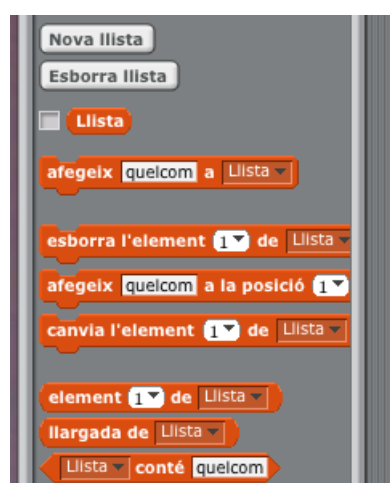 Nova llista
Esborra llista
Llista
afegeix quelcom a Llista
esborra l'element 1 de Llista
afegeix quelcom a la posició 1
canvia l'element 1 de Llista
element 1 de Llista
llargada de Llista
Llista conté quelcom